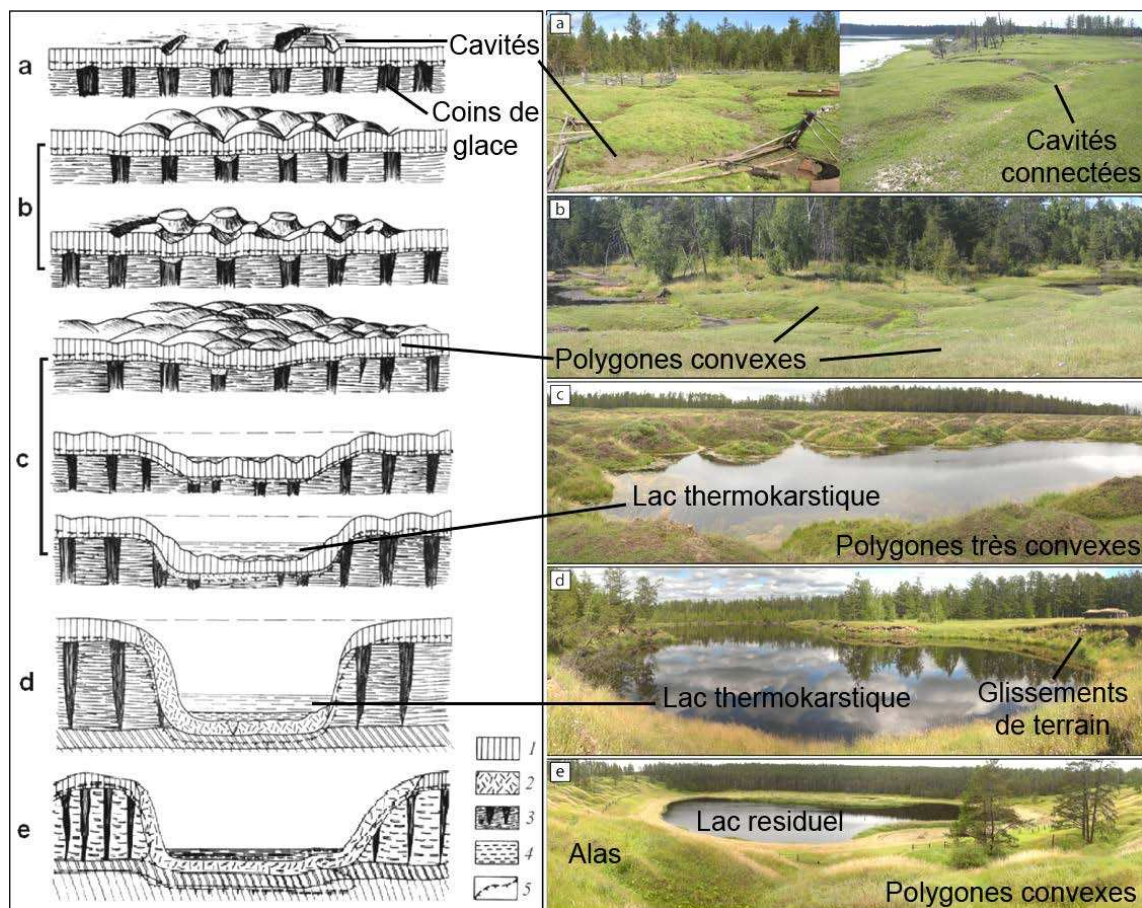 a
Cavités
Coins de
glace
b
c
d
e
1
2
3
4
5
a
Cavités
connectées
b
Polygones convexes
c
Lac thermokarstique
Polygones très convexes
d
Lac thermokarstique
Glissements
de terrain
e
Lac residuel
Alas
Polygones convexes